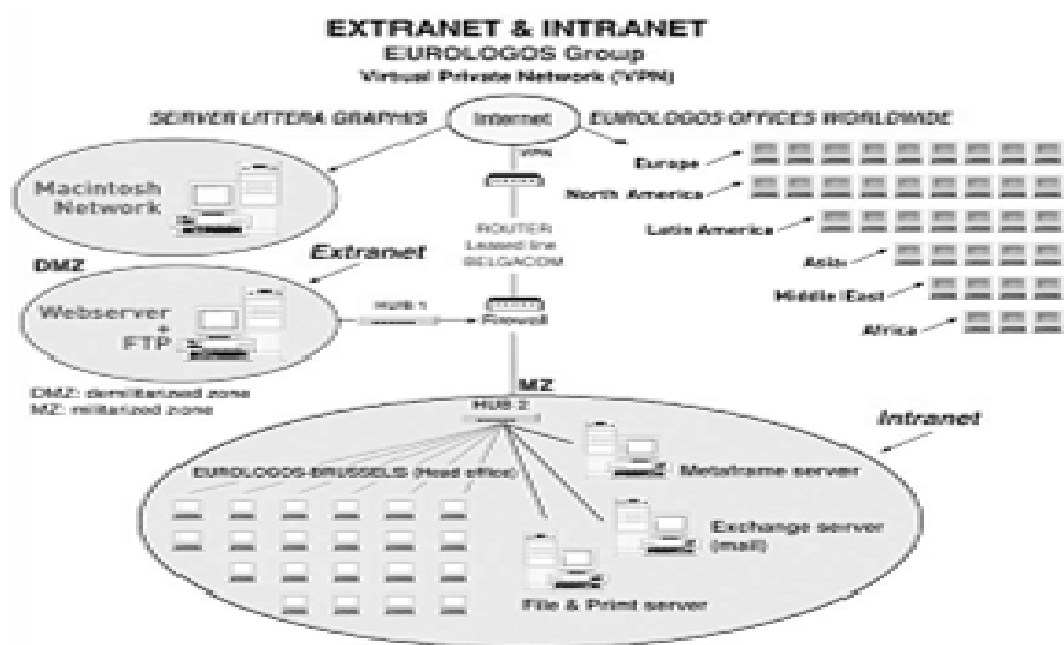 EXTRANET & INTRANET
EUROLOGOS Group
Virtual Private Network (VPN)
SERVER LITTERA GRAPHIS
Internet
EUROLOGOS OFFICES WORLDWIDE
VPN
Europe
North America
Latin America
Asia
Middle East
Africa
Macintosh
Network
ROUTER
Leased line
BELGACOM
Extranet
DMZ
Webserver
+
FTP
HUB 1
Firewall
DMZ: demilitarized zone
MZ: militarized zone
MZ
HUB 2
Intranet
EUROLOGOS-BRUSSELS (Head office)
Metaframe server
Exchange server
(mail)
File & Print server